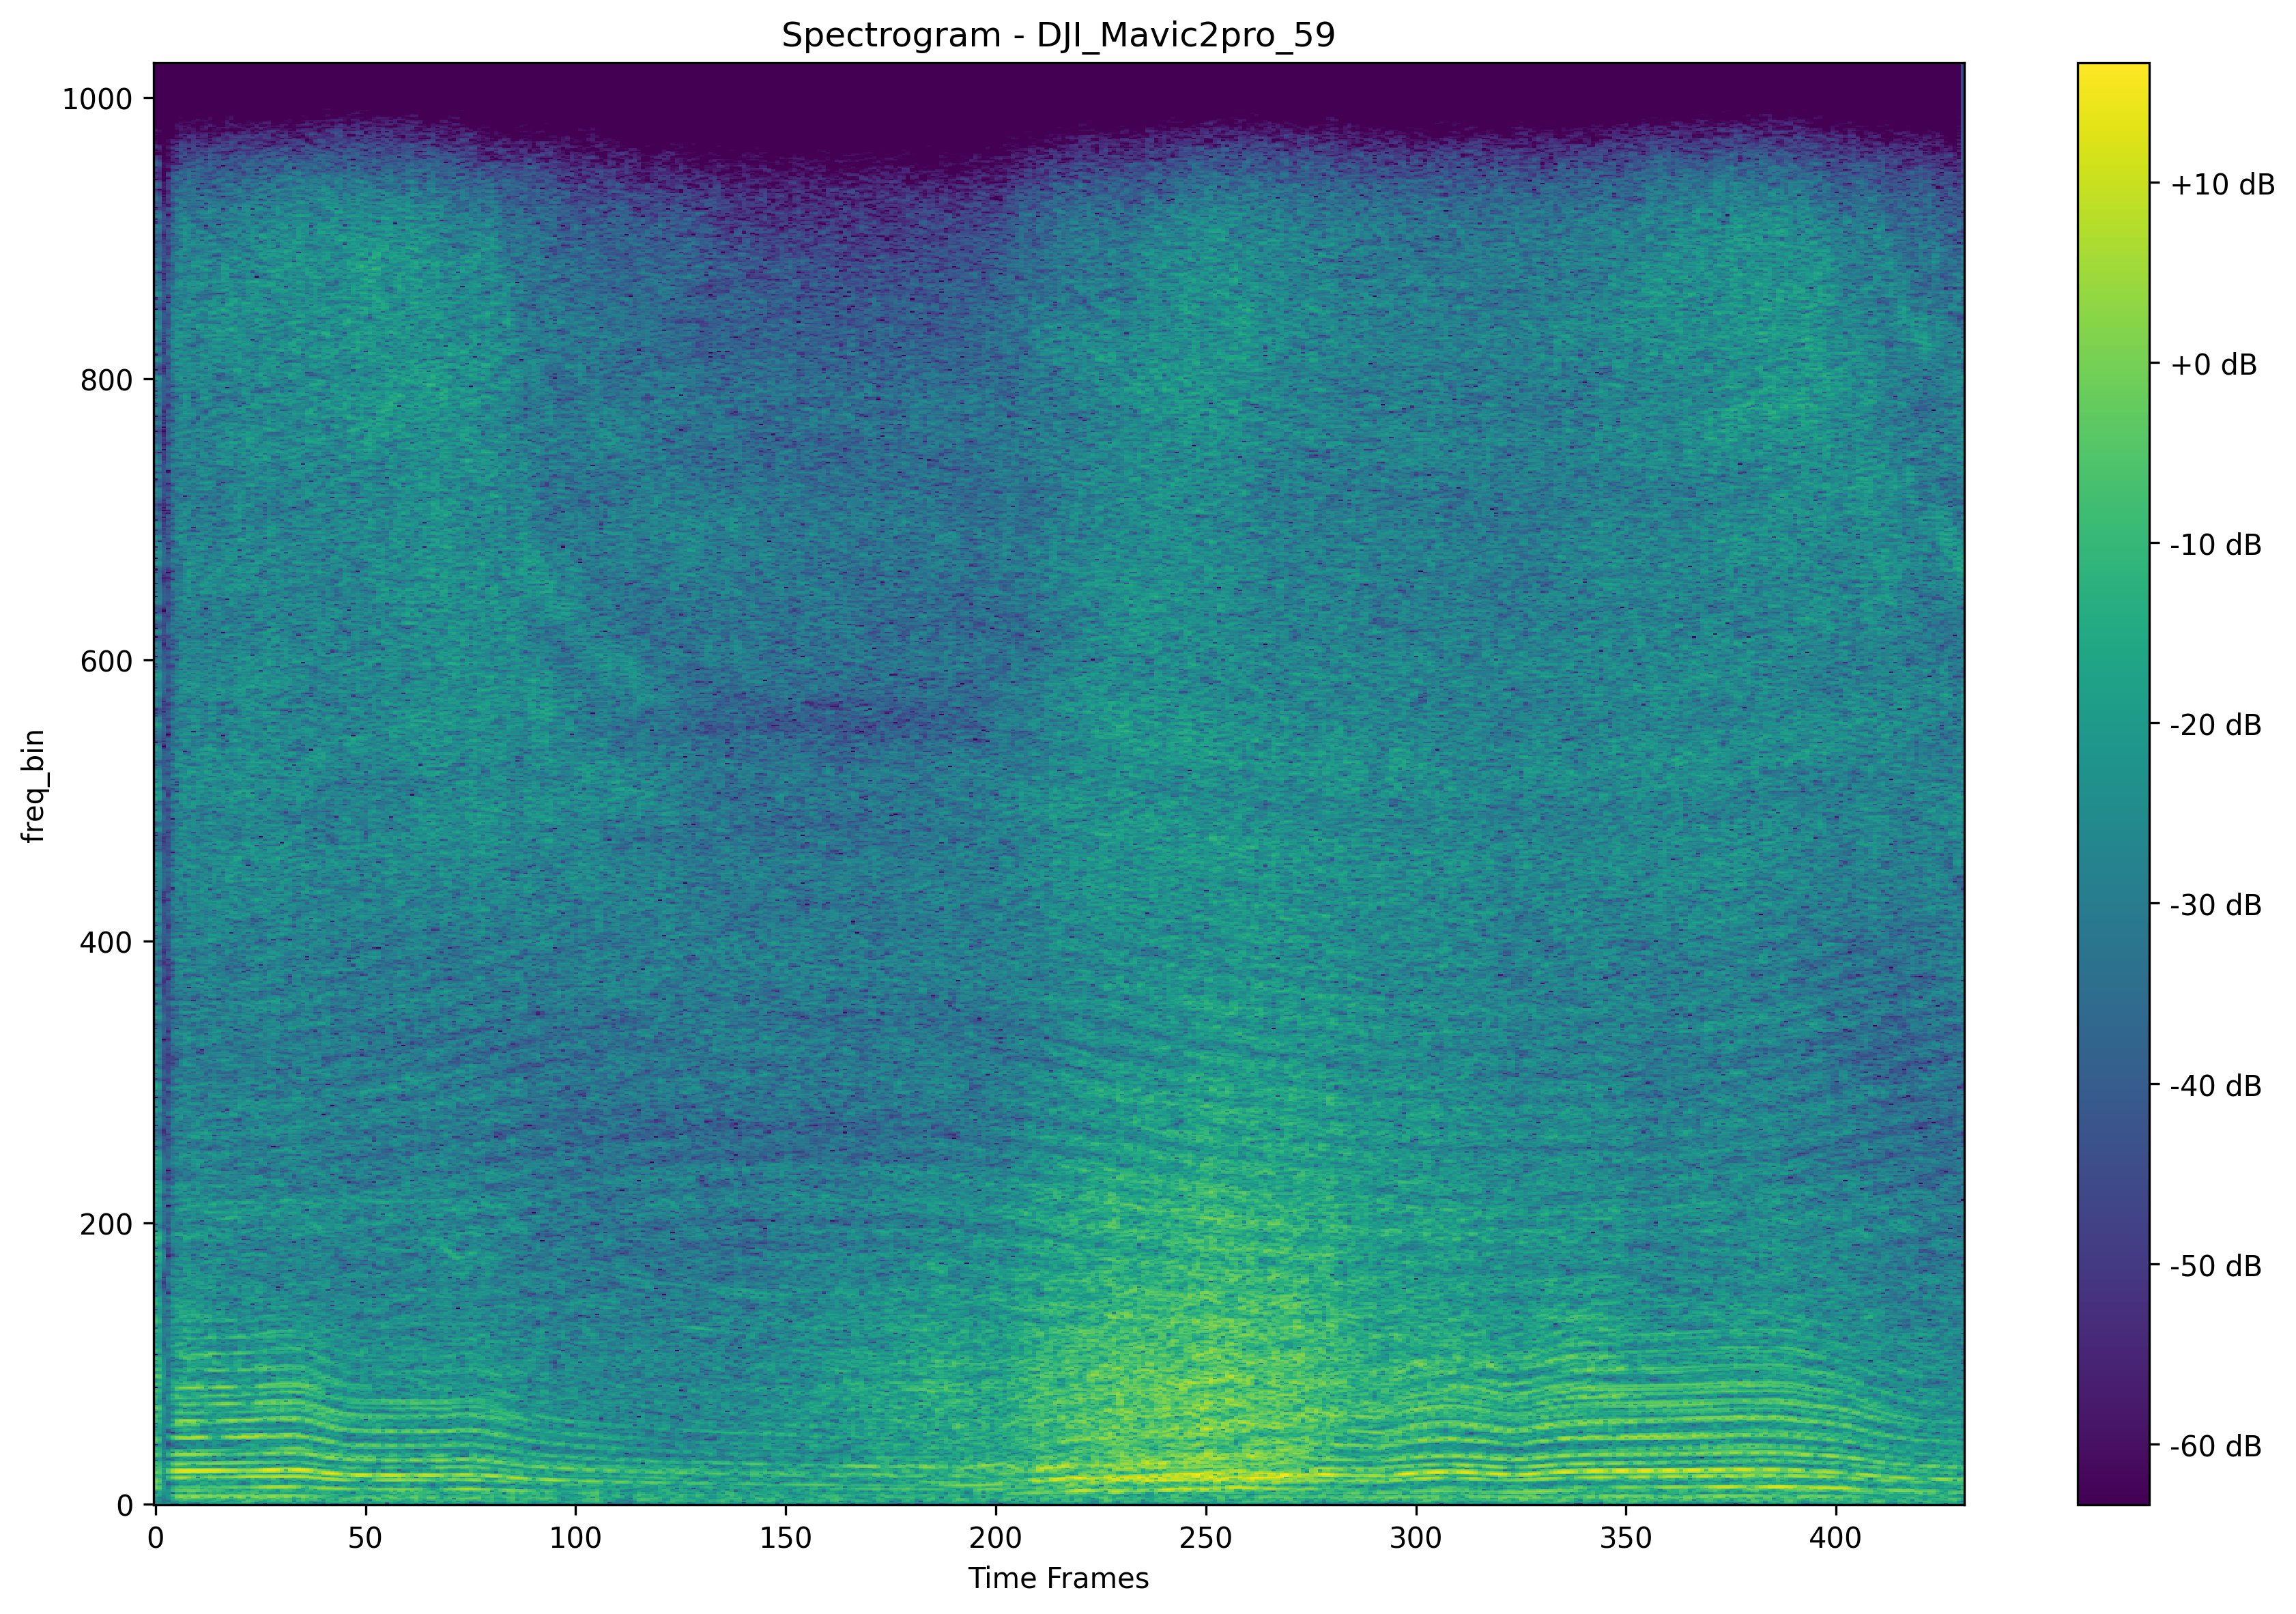 Spectrogram - DJI_Mavic2pro_59
1000
800
600
400
200
0
freq_bin
0 50 100 150 200 250 300 350 400
Time Frames
+10 dB
+0 dB
-10 dB
-20 dB
-30 dB
-40 dB
-50 dB
-60 dB